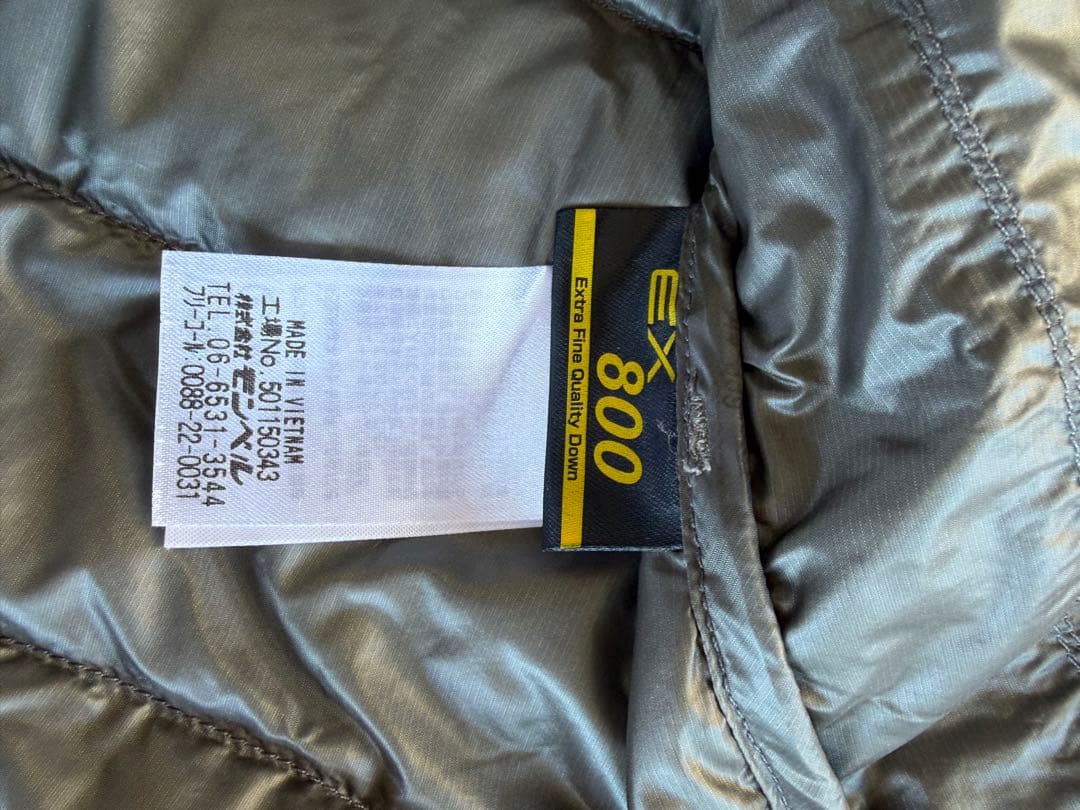 MADE IN VIETNAM
工場No. 501150343
株式会社 モンベル
TEL. 06-6531-3544
フリーコール: 0088-22-0031
EX
800
Extra Fine Quality Down